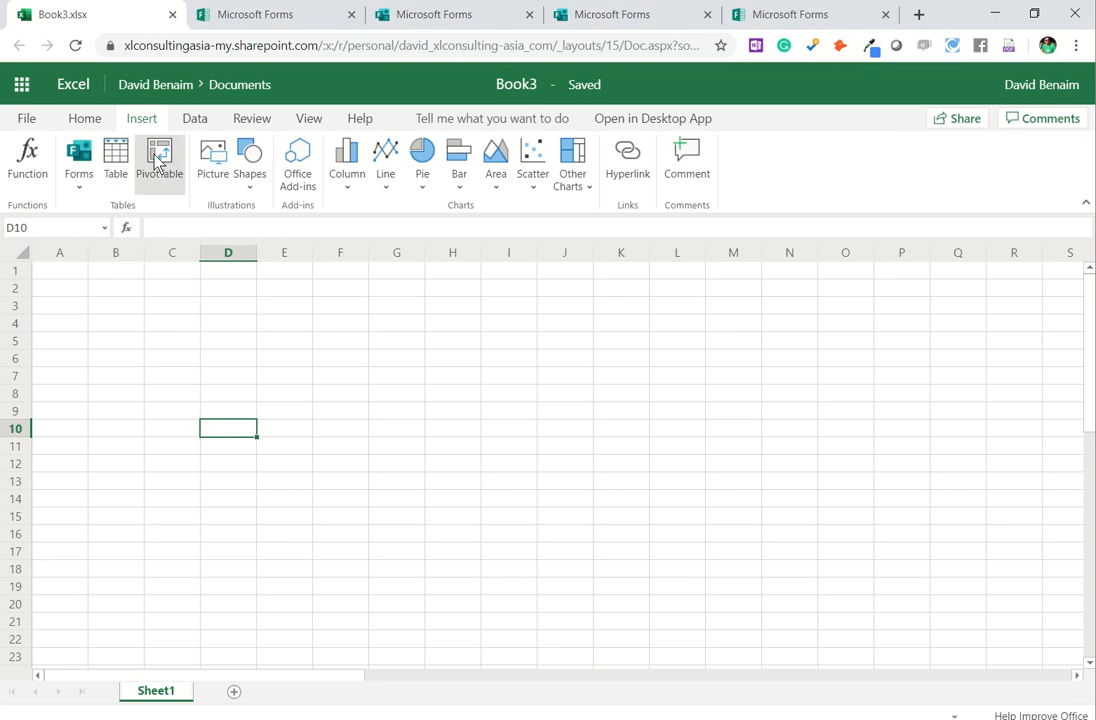 Book3.xlsx
Microsoft Forms
Microsoft Forms
Microsoft Forms
Microsoft Forms
xlconsultingasia-my.sharepoint.com/:x:/r/personal/david_xlconsulting-asia_com/_layouts/15/Doc.aspx?so...
Excel David Benaim > Documents Book3 - Saved David Benaim
File Home Insert Data Review View Help Tell me what you want to do Open in Desktop App Share Comments
Function Forms Table PivotTable Picture Shapes Office Add-ins Column Line Pie Bar Area Scatter Other Charts Hyperlink Comment
Functions Tables Illustrations Add-ins Charts Links Comments
D10 fx
A B C D E F G H I J K L M N O P Q R S
1
2
3
4
5
6
7
8
9
10
11
12
13
14
15
16
17
18
19
20
21
22
23
Sheet1
Help Improve Office